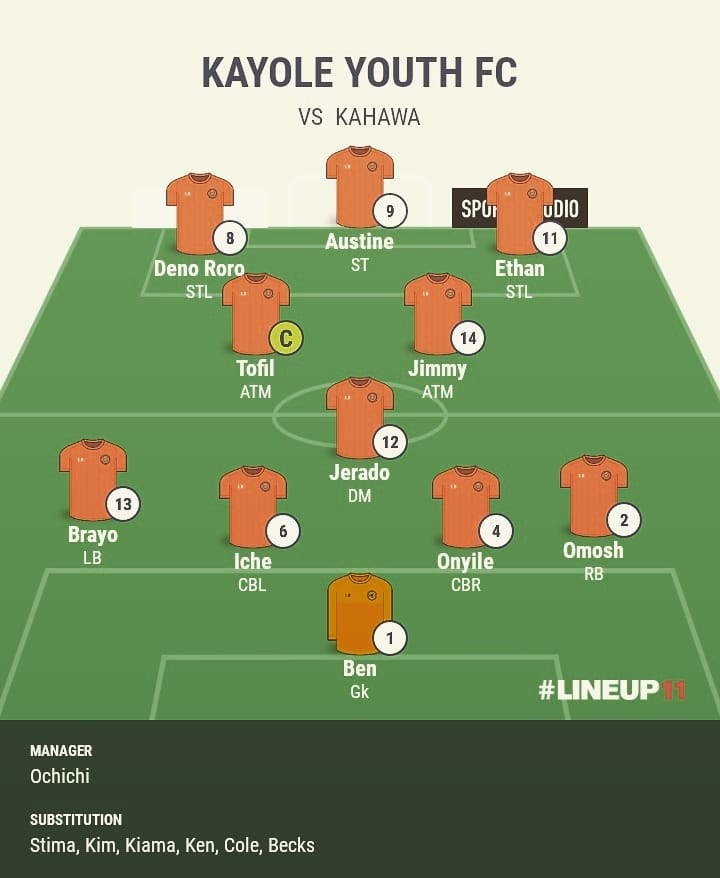 KAYOLE YOUTH FC
VS KAHAWA
9
Austine
ST
8
Deno Roro
STL
11
Ethan
STL
C
Tofil
ATM
14
Jimmy
ATM
12
Jerado
DM
13
Brayo
LB
6
Iche
CBL
4
Onyile
CBR
2
Omosh
RB
1
Ben
Gk
#LINEUP11
MANAGER
Ochichi
SUBSTITUTION
Stima, Kim, Kiama, Ken, Cole, Becks